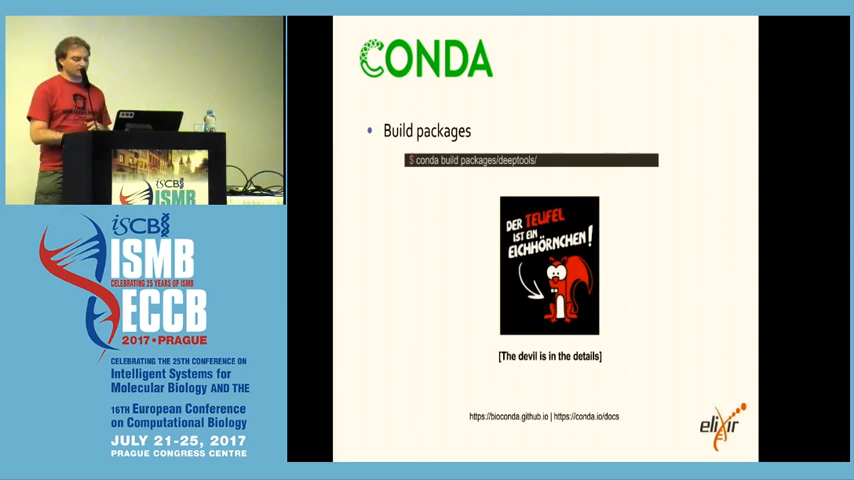 CONDA
Build packages
$ conda build packages/deeptools/
DER TEUFEL
IST EIN
EICHHÖRNCHEN!
[The devil is in the details]
https://bioconda.github.io | https://conda.io/docs
elixir
iSCB
ISMB
iSCB
ISMB
CELEBRATING 25 YEARS OF ISMB
ECCB
2017 • PRAGUE
CELEBRATING THE 25TH CONFERENCE ON
Intelligent Systems for
Molecular Biology AND THE
16TH European Conference
on Computational Biology
JULY 21-25, 2017
PRAGUE CONGRESS CENTRE